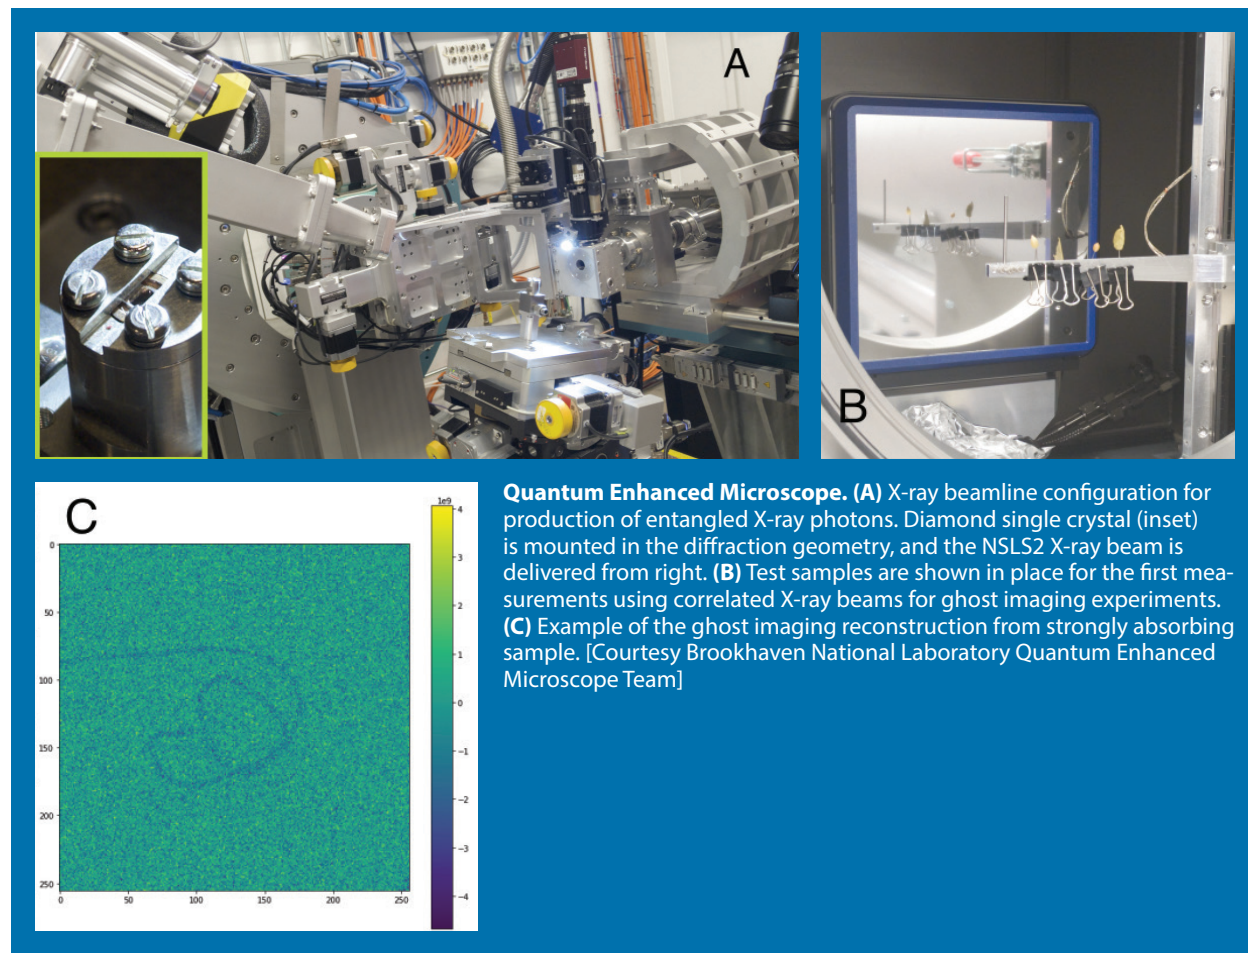 A
B
C
1e9
4
3
2
1
0
−1
−2
−3
−4
0
50
100
150
200
250
0
50
100
150
200
250
Quantum Enhanced Microscope. (A) X-ray beamline configuration for
production of entangled X-ray photons. Diamond single crystal (inset)
is mounted in the diffraction geometry, and the NSLS2 X-ray beam is
delivered from right. (B) Test samples are shown in place for the first mea-
surements using correlated X-ray beams for ghost imaging experiments.
(C) Example of the ghost imaging reconstruction from strongly absorbing
sample. [Courtesy Brookhaven National Laboratory Quantum Enhanced
Microscope Team]